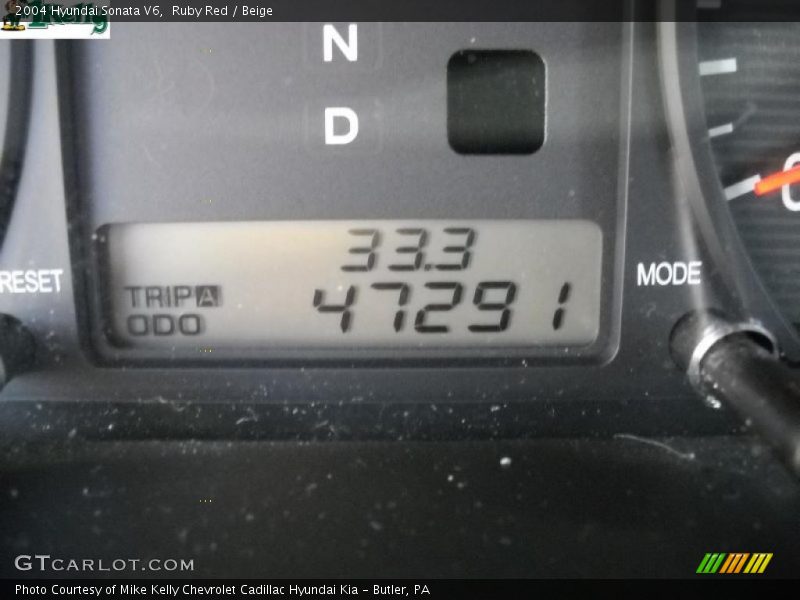 2004 Hyundai Sonata V6,  Ruby Red / Beige
Kelly
N
D
33.3
RESET
MODE
TRIP A
47291
ODO
GTCARLOT.COM
Photo Courtesy of Mike Kelly Chevrolet Cadillac Hyundai Kia – Butler, PA